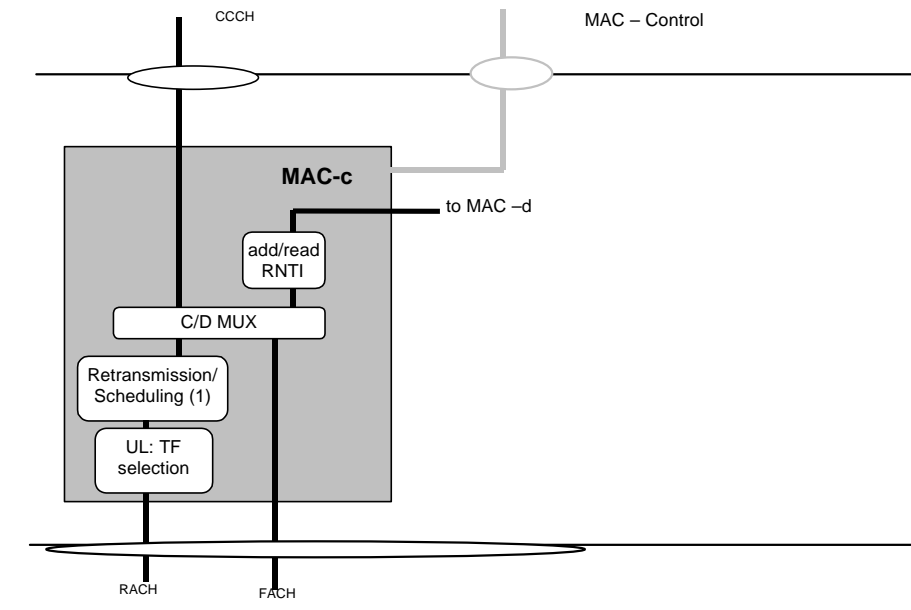 CCCH
MAC – Control
MAC-c
to MAC –d
add/read
RNTI
C/D MUX
Retransmission/
Scheduling (1)
UL: TF
selection
RACH
FACH